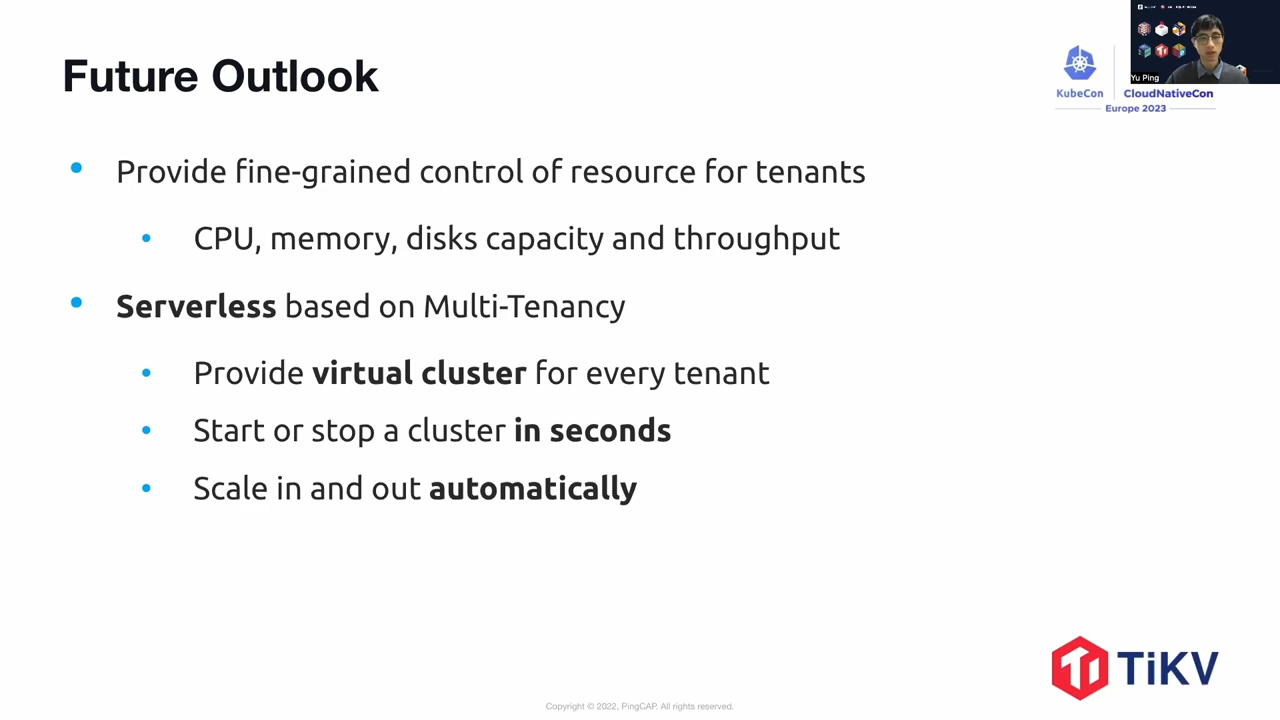 Future Outlook
Yu Ping
KubeCon
CloudNativeCon
Europe 2023
• Provide fine-grained control of resource for tenants
• CPU, memory, disks capacity and throughput
• Serverless based on Multi-Tenancy
• Provide virtual cluster for every tenant
• Start or stop a cluster in seconds
• Scale in and out automatically
TiKV
Copyright © 2022, PingCAP. All rights reserved.